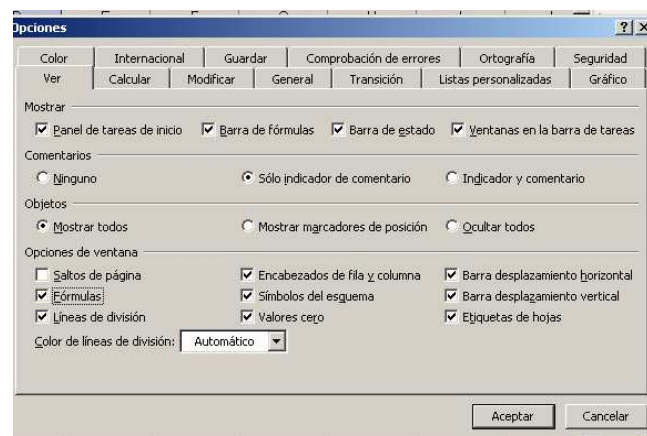 Opciones
Color Internacional Guardar Comprobación de errores Ortografía Seguridad
Ver Calcular Modificar General Transición Listas personalizadas Gráfico
Mostrar
Panel de tareas de inicio Barra de fórmulas Barra de estado Ventanas en la barra de tareas
Comentarios
Ninguno Sólo indicador de comentario Indicador y comentario
Objetos
Mostrar todos Mostrar marcadores de posición Ocultar todos
Opciones de ventana
Saltos de página Encabezados de fila y columna Barra desplazamiento horizontal
Fórmulas Símbolos del esquema Barra desplazamiento vertical
Líneas de división Valores cero Etiquetas de hojas
Color de líneas de división: Automático
Aceptar Cancelar